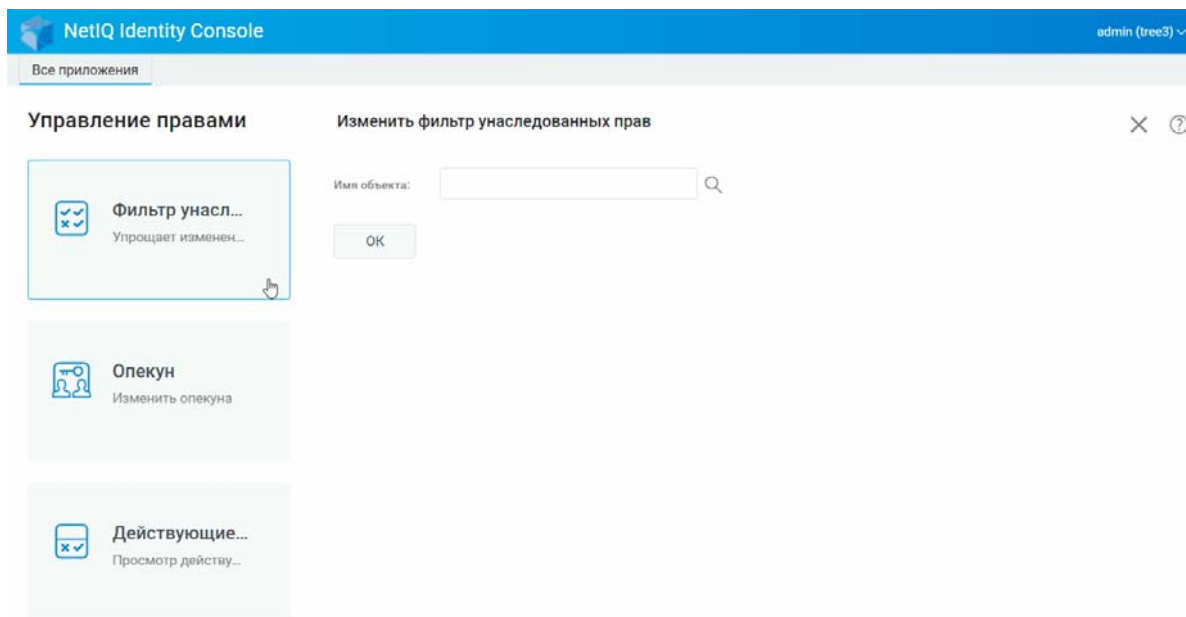 NetIQ Identity Console
admin (tree3)
Все приложения
Управление правами
Изменить фильтр унаследованных прав
Имя объекта:
OK
Фильтр унасл...
Упрощает изменен...
Опекун
Изменить опекуна
Действующие...
Просмотр действу...